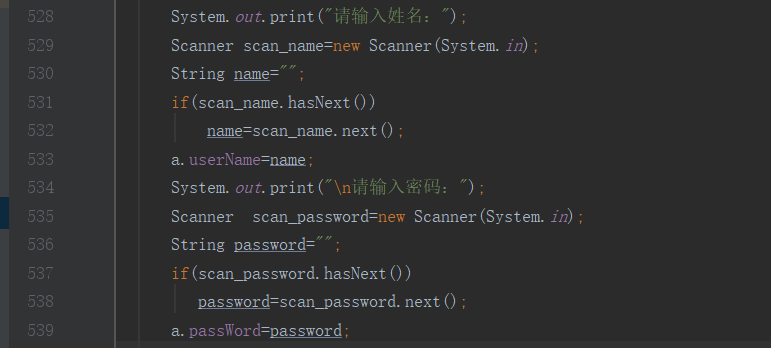 528 System.out.print("请输入姓名：");
529 Scanner scan_name=new Scanner(System.in);
530 String name="";
531 if(scan_name.hasNext())
532 name=scan_name.next();
533 a.userName=name;
534 System.out.print("\n请输入密码：");
535 Scanner  scan_password=new Scanner(System.in);
536 String password="";
537 if(scan_password.hasNext())
538 password=scan_password.next();
539 a.passWord=password;